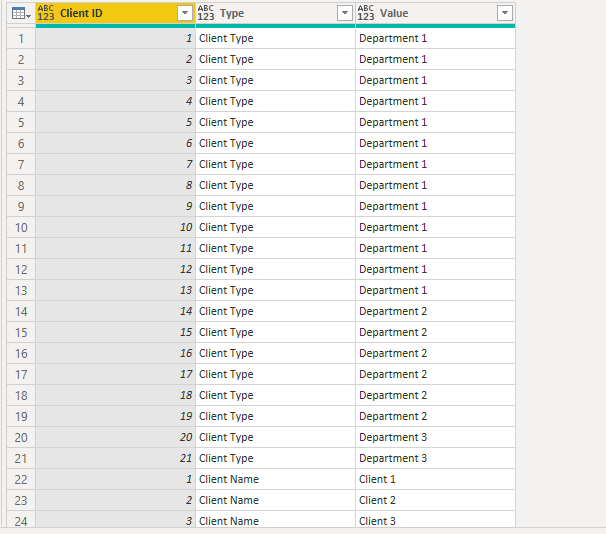 ABC 123 Client ID ABC 123 Type ABC 123 Value
1 1 Client Type Department 1
2 2 Client Type Department 1
3 3 Client Type Department 1
4 4 Client Type Department 1
5 5 Client Type Department 1
6 6 Client Type Department 1
7 7 Client Type Department 1
8 8 Client Type Department 1
9 9 Client Type Department 1
10 10 Client Type Department 1
11 11 Client Type Department 1
12 12 Client Type Department 1
13 13 Client Type Department 1
14 14 Client Type Department 2
15 15 Client Type Department 2
16 16 Client Type Department 2
17 17 Client Type Department 2
18 18 Client Type Department 2
19 19 Client Type Department 2
20 20 Client Type Department 3
21 21 Client Type Department 3
22 1 Client Name Client 1
23 2 Client Name Client 2
24 3 Client Name Client 3